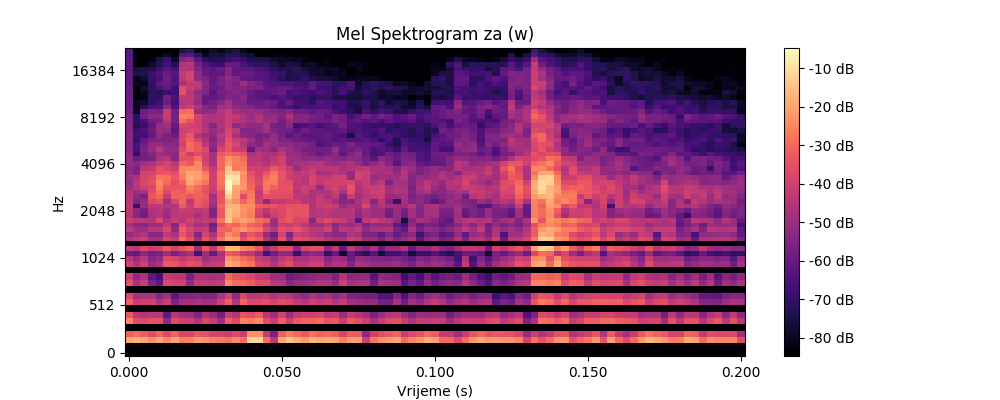 Mel Spektrogram za (w)
16384
8192
4096
2048
1024
512
0
Hz
0.000 0.050 0.100 0.150 0.200
Vrijeme (s)
-10 dB
-20 dB
-30 dB
-40 dB
-50 dB
-60 dB
-70 dB
-80 dB